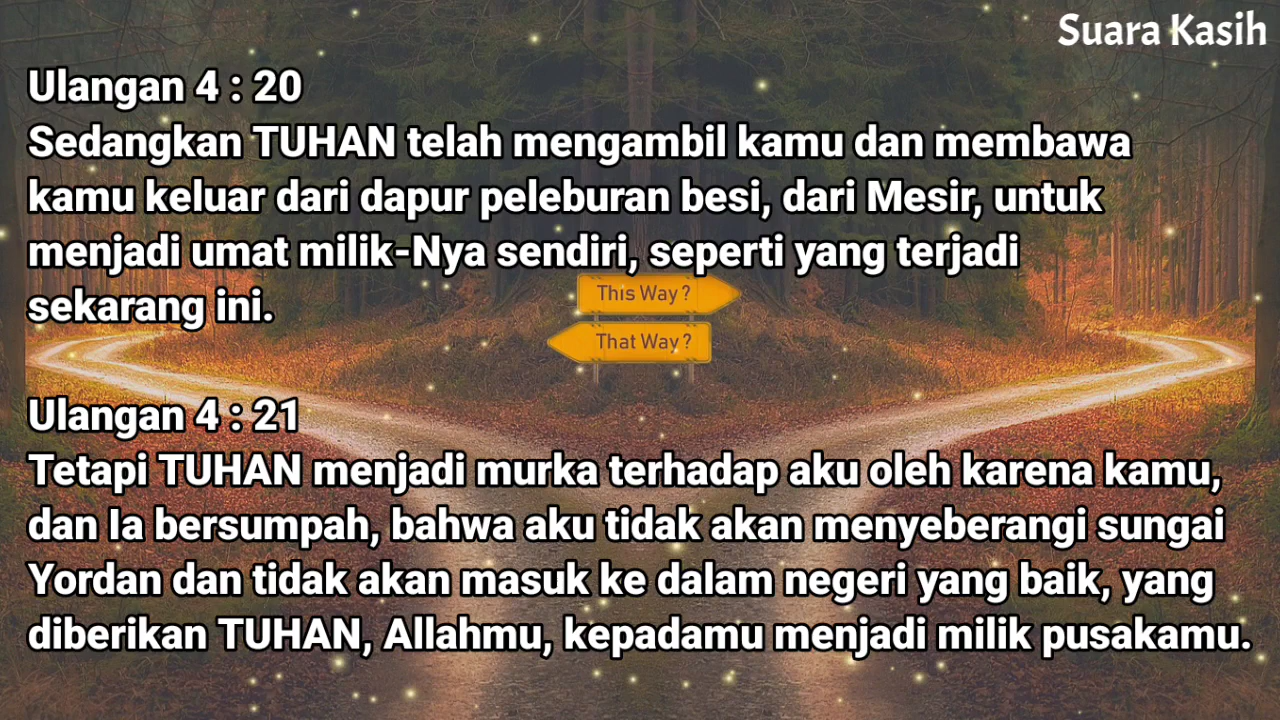 Suara Kasih
Ulangan 4 : 20
Sedangkan TUHAN telah mengambil kamu dan membawa
kamu keluar dari dapur peleburan besi, dari Mesir, untuk
menjadi umat milik-Nya sendiri, seperti yang terjadi
sekarang ini.
This Way ?
That Way ?
Ulangan 4 : 21
Tetapi TUHAN menjadi murka terhadap aku oleh karena kamu,
dan Ia bersumpah, bahwa aku tidak akan menyeberangi sungai
Yordan dan tidak akan masuk ke dalam negeri yang baik, yang
diberikan TUHAN, Allahmu, kepadamu menjadi milik pusakamu.